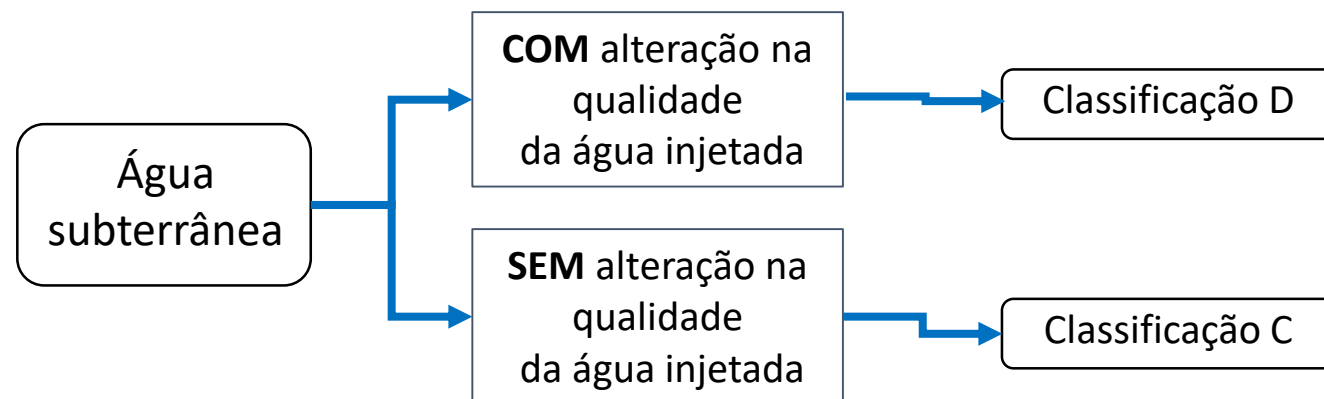 Água
subterrânea
COM alteração na
qualidade
da água injetada
Classificação D
SEM alteração na
qualidade
da água injetada
Classificação C